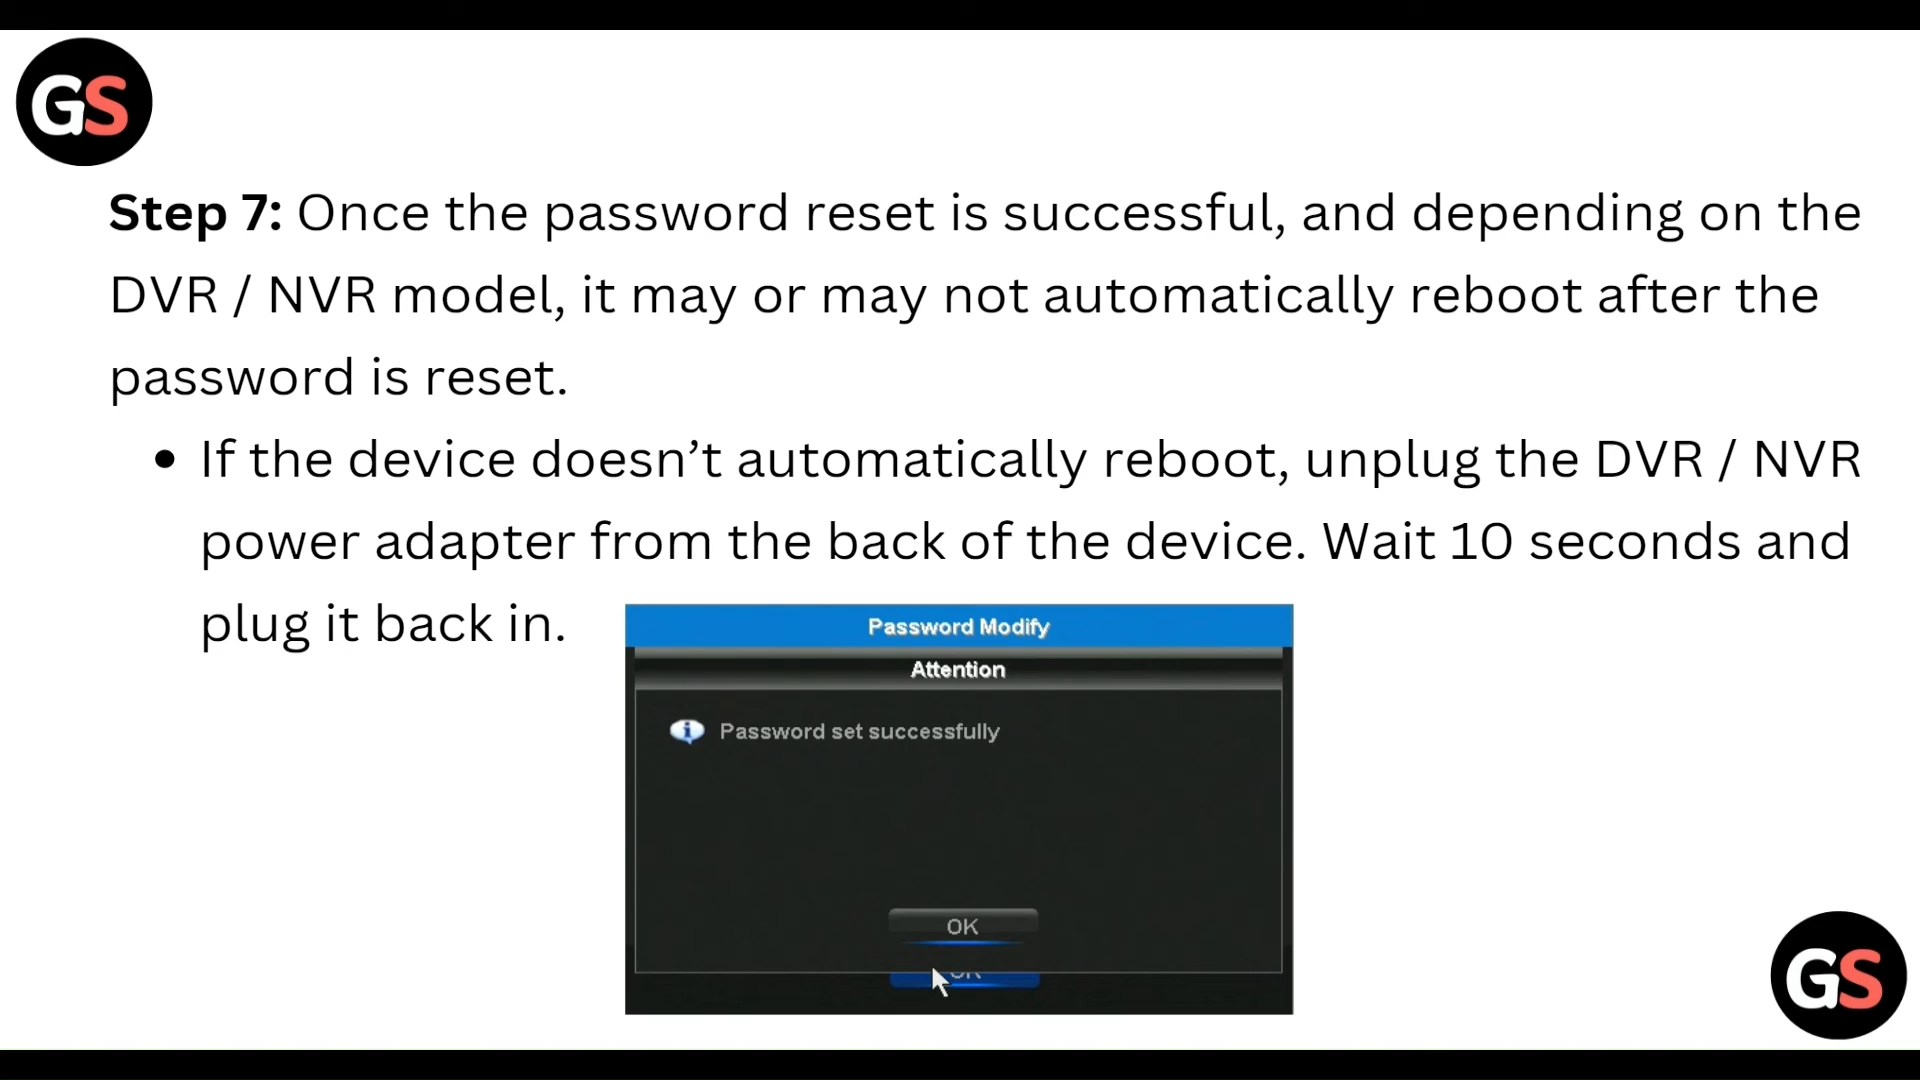 GS
Step 7: Once the password reset is successful, and depending on the
DVR / NVR model, it may or may not automatically reboot after the
password is reset.
• If the device doesn’t automatically reboot, unplug the DVR / NVR
power adapter from the back of the device. Wait 10 seconds and
plug it back in.
Password Modify
Attention
Password set successfully
OK
OK
GS